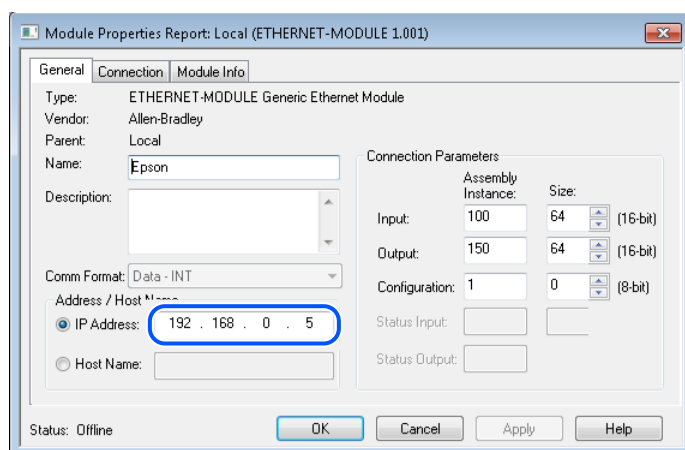 Module Properties Report: Local (ETHERNET-MODULE 1.001)
General Connection Module Info
Type: ETHERNET-MODULE Generic Ethernet Module
Vendor: Allen-Bradley
Parent: Local
Name: Epson
Description:
Comm Format: Data - INT
Address / Host Name
IP Address: 192 . 168 . 0 . 5
Host Name:
Connection Parameters
Assembly
Instance: Size:
Input: 100 64 (16-bit)
Output: 150 64 (16-bit)
Configuration: 1 0 (8-bit)
Status Input:
Status Output:
Status: Offline
OK Cancel Apply Help